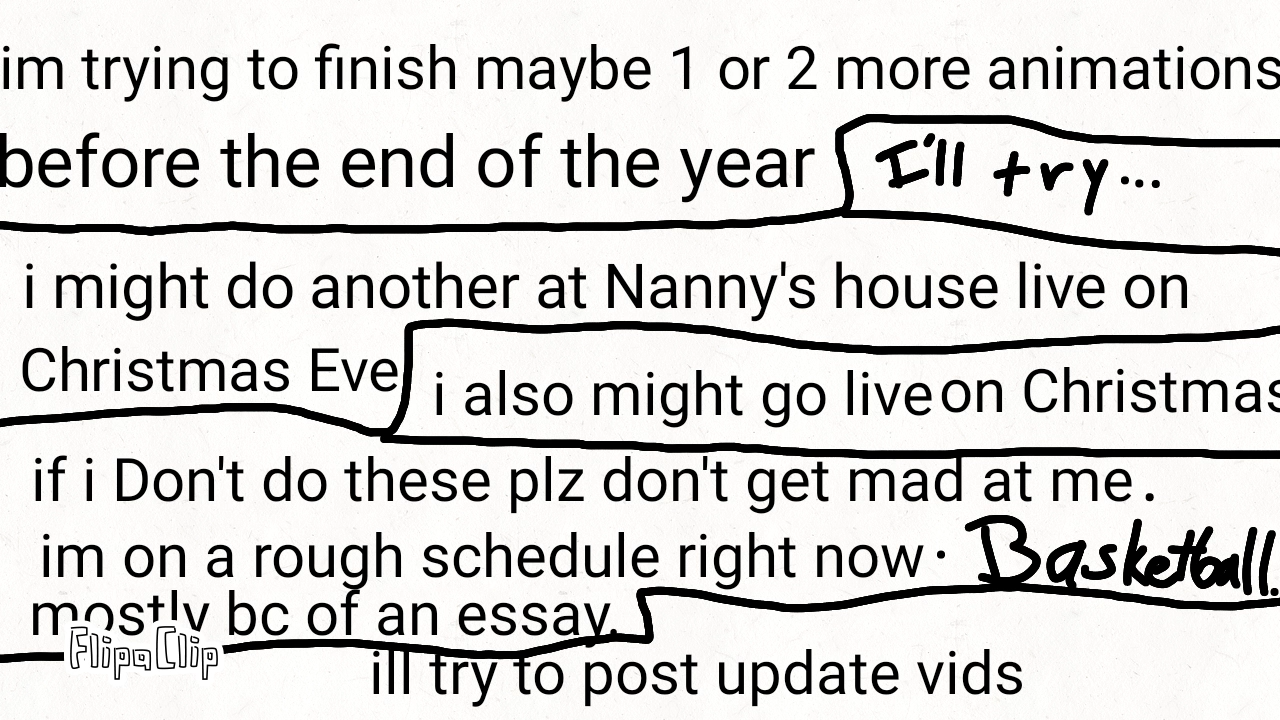 im trying to finish maybe 1 or 2 more animations
before the end of the year I'll try...
i might do another at Nanny's house live on
Christmas Eve i also might go live on Christmas
if i Don't do these plz don't get mad at me.
im on a rough schedule right now. Basketball.
mostly bc of an essay.
FlipaClip
ill try to post update vids